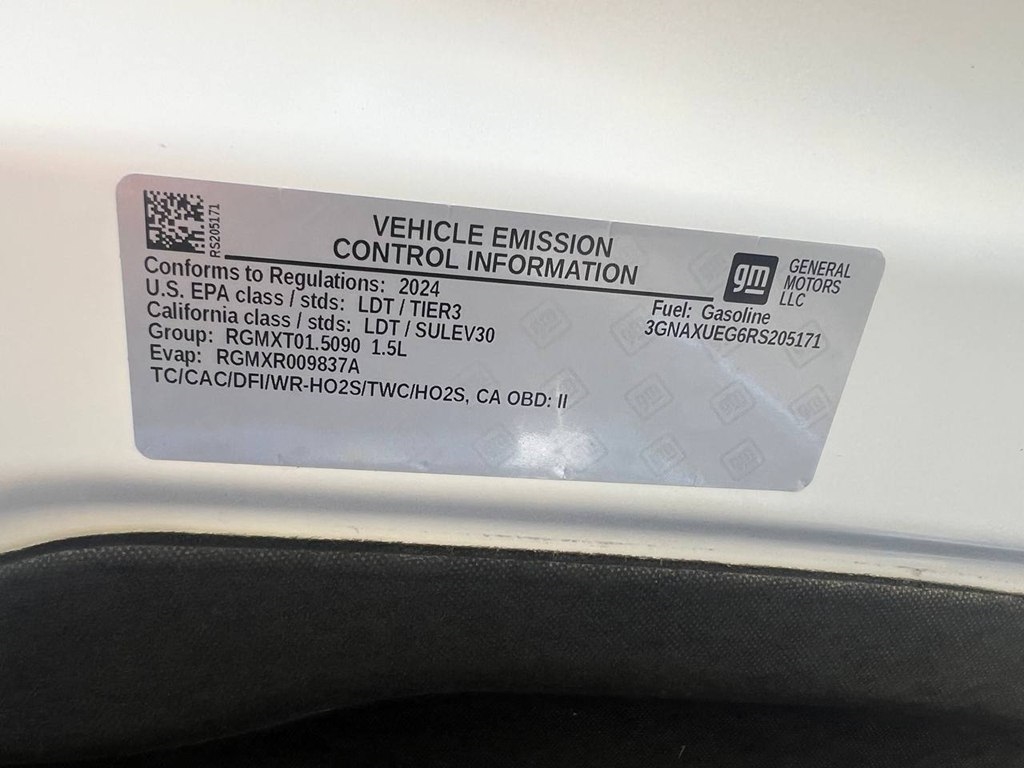 RS205171
VEHICLE EMISSION
CONTROL INFORMATION
gm
GENERAL
MOTORS
LLC
Conforms to Regulations: 2024
U.S. EPA class / stds: LDT / TIER3
California class / stds: LDT / SULEV30
Group: RGMXT01.5090 1.5L
Evap: RGMXR009837A
TC/CAC/DFI/WR-HO2S/TWC/HO2S, CA OBD: II
Fuel: Gasoline
3GNAXUEG6RS205171